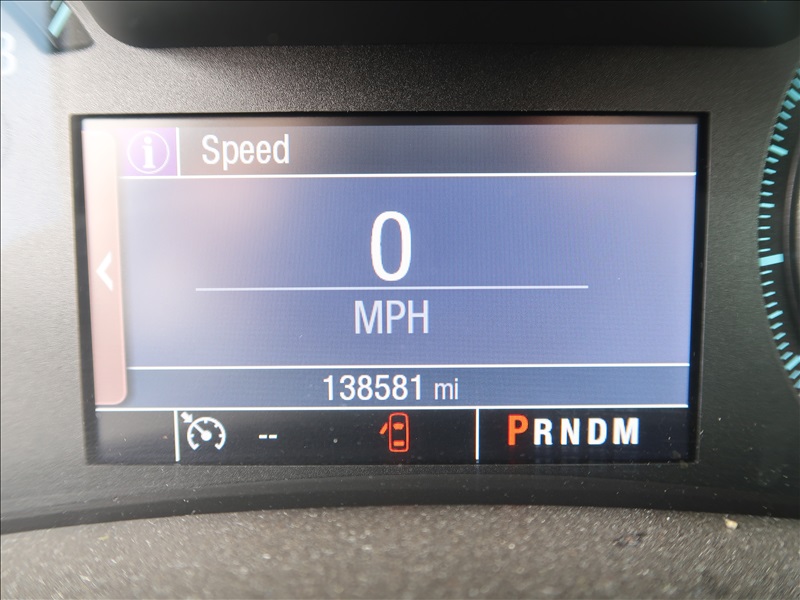 i Speed
0
MPH
138581 mi
-- PRNDM